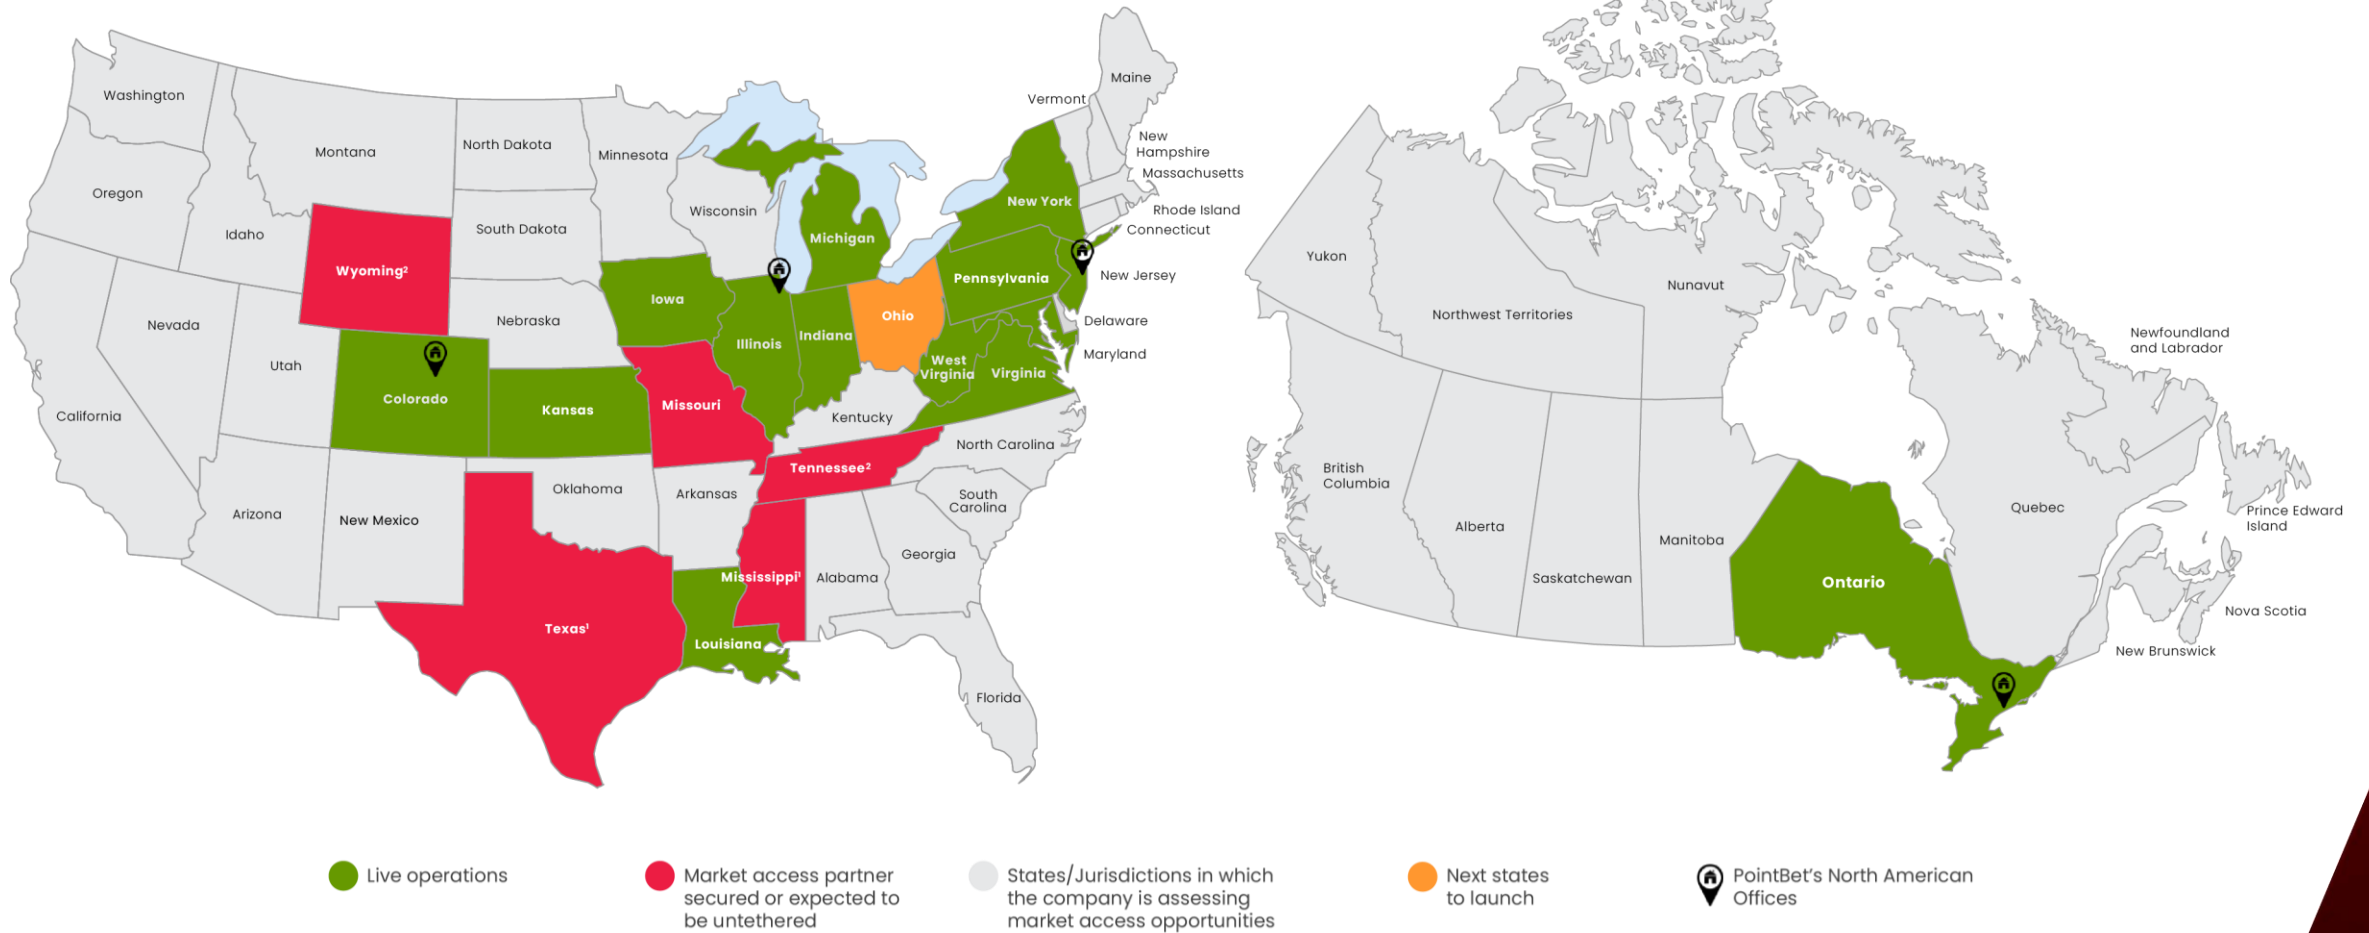 Washington
Oregon
California
Nevada
Idaho
Montana
Wyoming²
Utah
Colorado
Arizona
New Mexico
North Dakota
South Dakota
Nebraska
Kansas
Oklahoma
Texas¹
Minnesota
Iowa
Missouri
Arkansas
Louisiana
Wisconsin
Illinois
Michigan
Indiana
Ohio
Kentucky
Tennessee²
Mississippi¹
Alabama
Georgia
Florida
South
Carolina
North Carolina
West
Virginia
Virginia
Pennsylvania
New York
Vermont
Maine
New
Hampshire
Massachusetts
Rhode Island
Connecticut
New Jersey
Delaware
Maryland
Yukon
Northwest Territories
Nunavut
British
Columbia
Alberta
Saskatchewan
Manitoba
Ontario
Quebec
Newfoundland
and Labrador
Prince Edward
Island
Nova Scotia
New Brunswick
Live operations
Market access partner
secured or expected to
be untethered
States/Jurisdictions in which
the company is assessing
market access opportunities
Next states
to launch
PointBet's North American
Offices